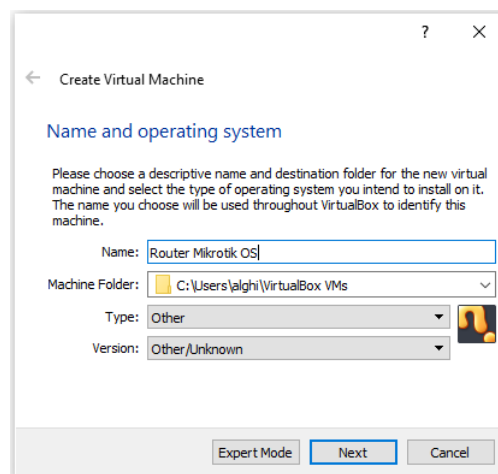 ?
Create Virtual Machine
Name and operating system
Please choose a descriptive name and destination folder for the new virtual
machine and select the type of operating system you intend to install on it.
The name you choose will be used throughout VirtualBox to identify this
machine.
Name: Router Mikrotik OS
Machine Folder: C:\Users\alghi\VirtualBox VMs
Type: Other
Version: Other/Unknown
Expert Mode Next Cancel